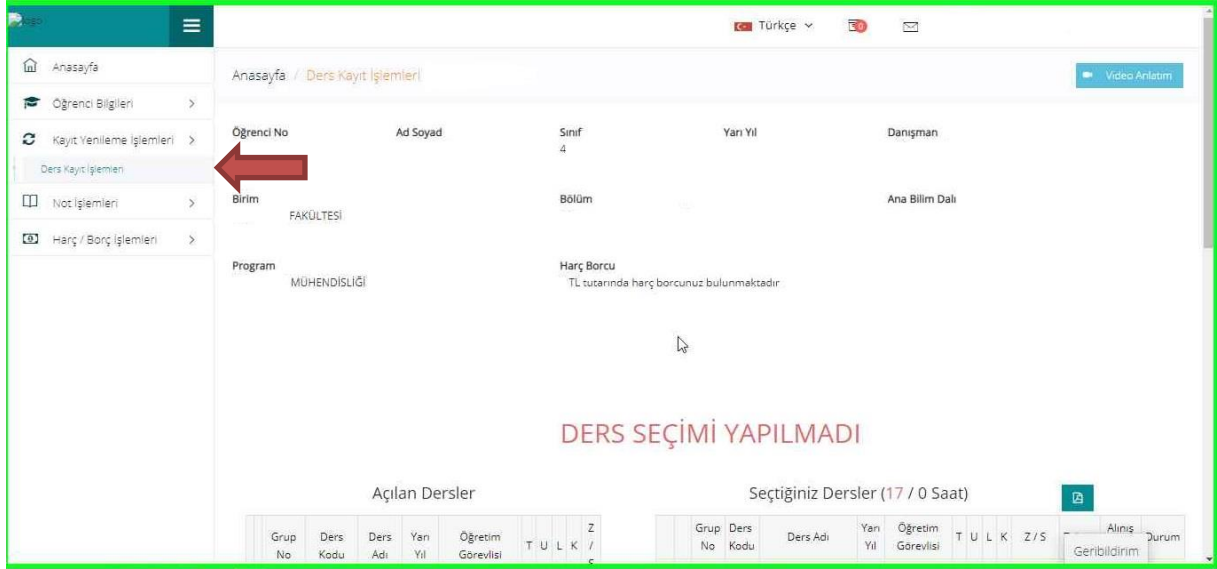 logo
Türkçe
0
Anasayfa
Öğrenci Bilgileri
Kayıt Yenileme İşlemleri
Ders Kayıt İşlemleri
Not İşlemleri
Harç / Borç İşlemleri
Anasayfa / Ders Kayıt İşlemleri
Video Anlatım
Öğrenci No Ad Soyad Sınıf Yarı Yıl Danışman
4
Birim Bölüm Ana Bilim Dalı
FAKÜLTESİ
Program Harç Borcu
MÜHENDİSLİĞİ TL tutarında harç borcunuz bulunmaktadır
DERS SEÇİMİ YAPILMADI
Açılan Dersler
Grup No Ders Kodu Ders Adı Yarı Yıl Öğretim Görevlisi T U L K Z / S
Seçtiğiniz Dersler (17 / 0 Saat)
Grup No Ders Kodu Ders Adı Yarı Yıl Öğretim Görevlisi T U L K Z / S Alınış Durum
Geribildirim